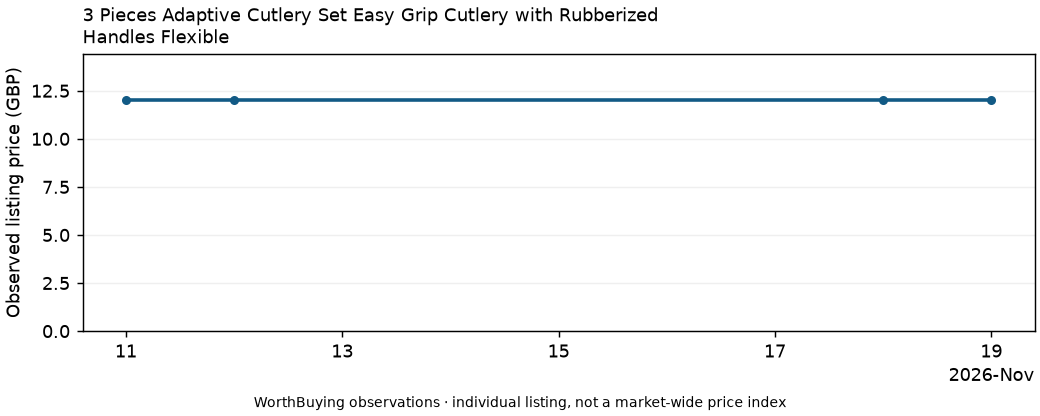 3 Pieces Adaptive Cutlery Set Easy Grip Cutlery with Rubberized
Handles Flexible
Observed listing price (GBP)
12.5
10.0
7.5
5.0
2.5
0.0
11 13 15 17 19
2026-Nov
WorthBuying observations · individual listing, not a market-wide price index